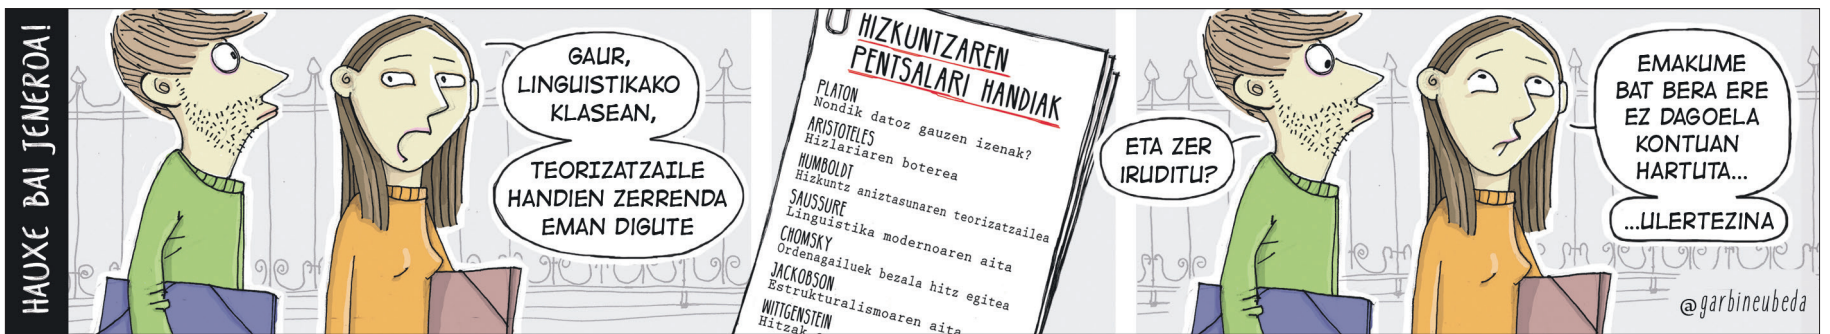 HAUXE BAI JENEROA!
GAUR,
LINGUISTIKAKO
KLASEAN,
TEORIZATZAILE
HANDIEN ZERRENDA
EMAN DIGUTE
HIZKUNTZAREN
PENTSALARI HANDIAK
PLATON
Nondik datoz gauzen izenak?
ARISTOTELES
Hizlariaren boterea
HUMBOLDT
Hizkuntz aniztasunaren teorizatzailea
SAUSSURE
Linguistika modernoaren aita
CHOMSKY
Ordenagailuek bezala hitz egitea
JACKOBSON
Estrukturalismoaren aita
WITTGENSTEIN
Hitzak
ETA ZER
IRUDITU?
EMAKUME
BAT BERA ERE
EZ DAGOELA
KONTUAN
HARTUTA...
...ULERTEZINA
@garbineubeda